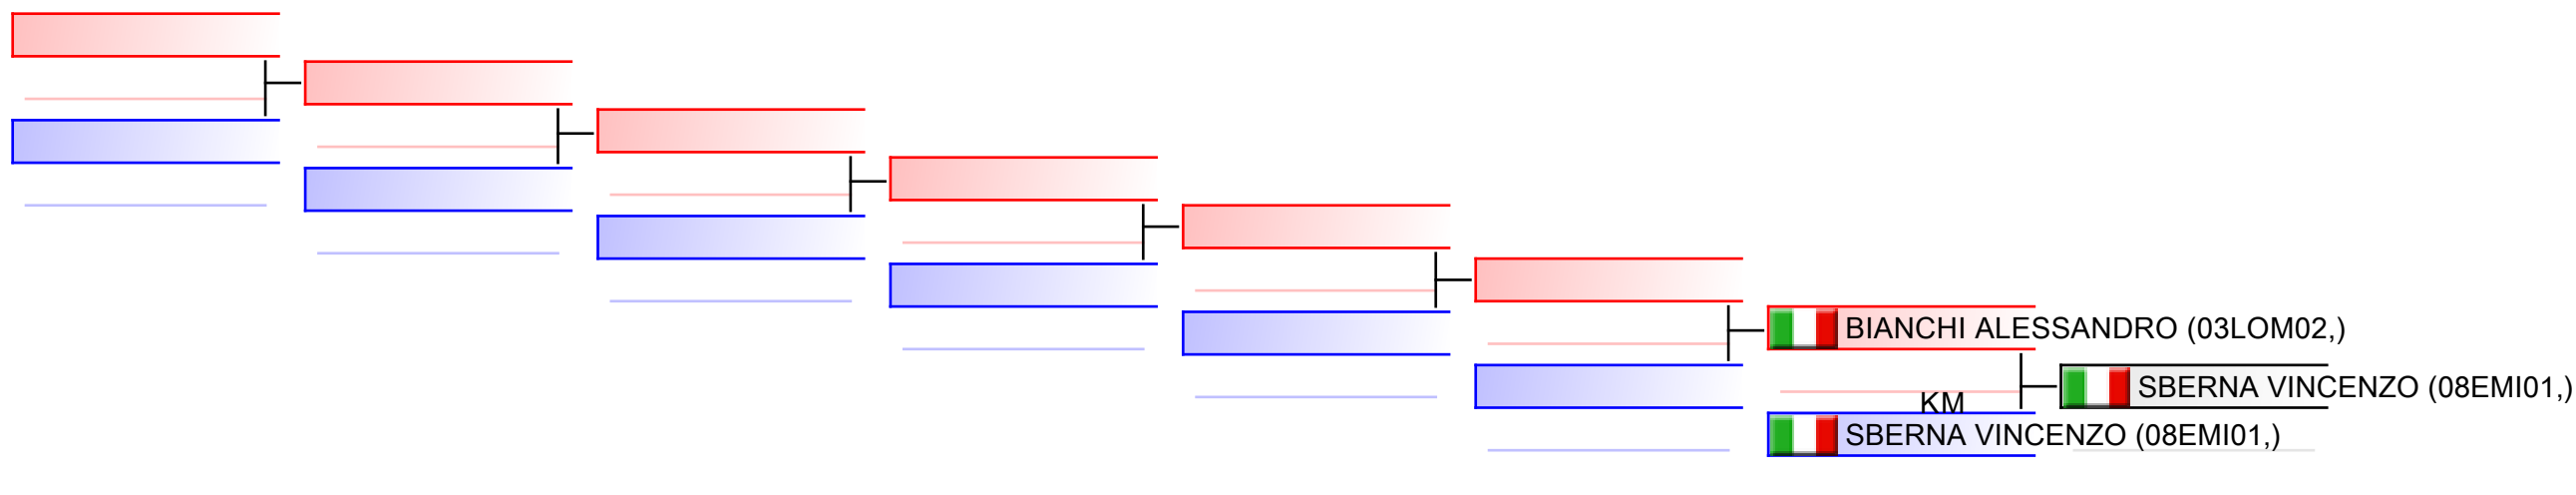 BIANCHI ALESSANDRO (03LOM02,)
SBERNA VINCENZO (08EMI01,)
KM
SBERNA VINCENZO (08EMI01,)